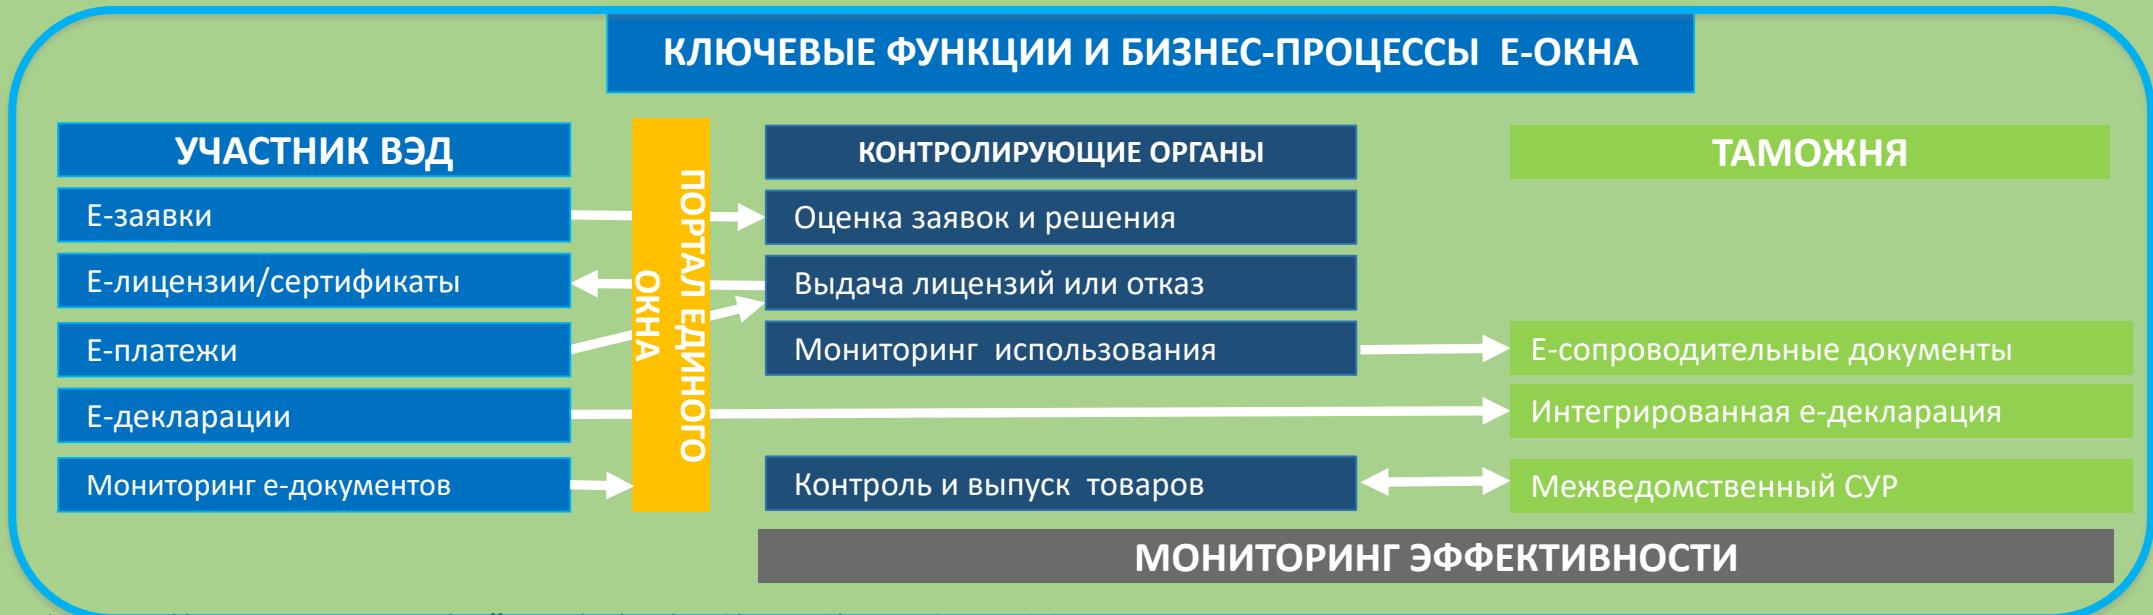 КЛЮЧЕВЫЕ ФУНКЦИИ И БИЗНЕС-ПРОЦЕССЫ Е-ОКНА
УЧАСТНИК ВЭД
Е-заявки
Е-лицензии/сертификаты
Е-платежи
Е-декларации
Мониторинг е-документов
ПОРТАЛ ЕДИНОГО
ОКНА
КОНТРОЛИРУЮЩИЕ ОРГАНЫ
Оценка заявок и решения
Выдача лицензий или отказ
Мониторинг использования
Контроль и выпуск товаров
ТАМОЖНЯ
Е-сопроводительные документы
Интегрированная е-декларация
Межведомственный СУР
МОНИТОРИНГ ЭФФЕКТИВНОСТИ